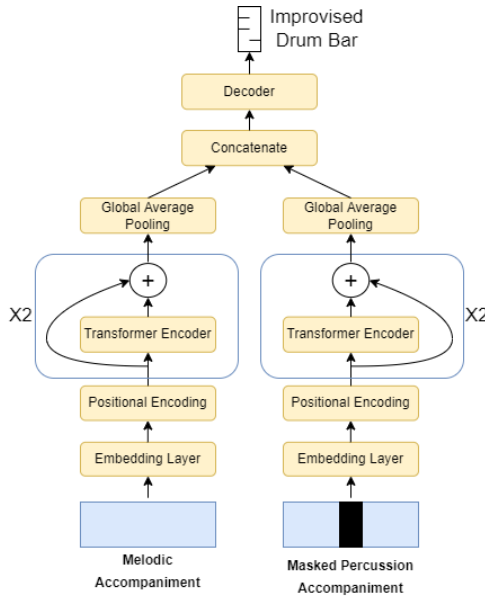 Improvised
Drum Bar
Decoder
Concatenate
Global Average
Pooling
Global Average
Pooling
X2
X2
Transformer Encoder
Transformer Encoder
Positional Encoding
Positional Encoding
Embedding Layer
Embedding Layer
Melodic
Accompaniment
Masked Percussion
Accompaniment